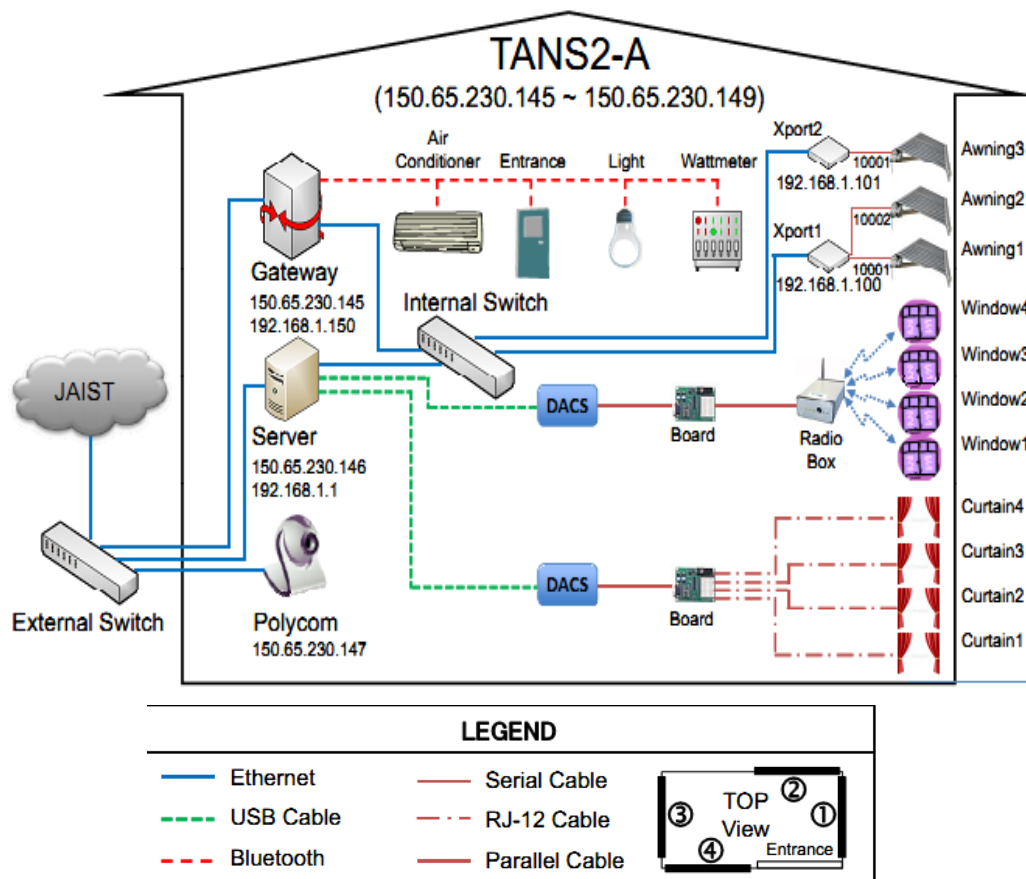 TANS2-A
(150.65.230.145 ~ 150.65.230.149)
Air
Conditioner
Entrance
Light
Wattmeter
Xport2
10001
192.168.1.101
Awning3
Awning2
10002
Xport1
Awning1
10001
192.168.1.100
Gateway
150.65.230.145
192.168.1.150
Internal Switch
Window4
Window3
Window2
Window1
JAIST
Server
150.65.230.146
192.168.1.1
DACS
Board
Radio
Box
Curtain4
Curtain3
Curtain2
Curtain1
DACS
Board
External Switch
Polycom
150.65.230.147
LEGEND
Ethernet
USB Cable
Bluetooth
Serial Cable
RJ-12 Cable
Parallel Cable
②
TOP
View
③
①
④
Entrance